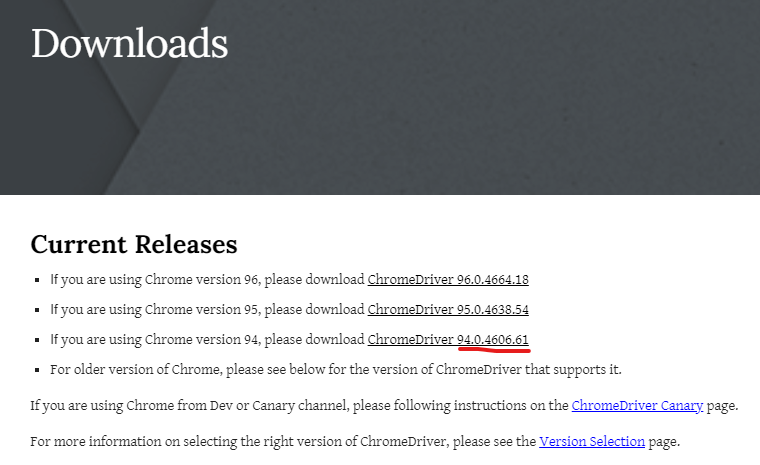 Downloads
Current Releases
If you are using Chrome version 96, please download ChromeDriver 96.0.4664.18
If you are using Chrome version 95, please download ChromeDriver 95.0.4638.54
If you are using Chrome version 94, please download ChromeDriver 94.0.4606.61
For older version of Chrome, please see below for the version of ChromeDriver that supports it.
If you are using Chrome from Dev or Canary channel, please following instructions on the ChromeDriver Canary page.
For more information on selecting the right version of ChromeDriver, please see the Version Selection page.